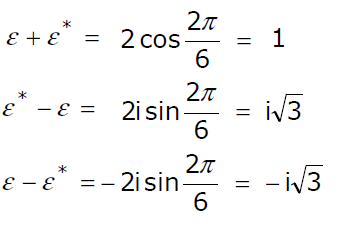 ε + ε* = 2 cos 2π/6 = 1
ε* − ε = 2i sin 2π/6 = i√3
ε − ε* = − 2i sin 2π/6 = − i√3